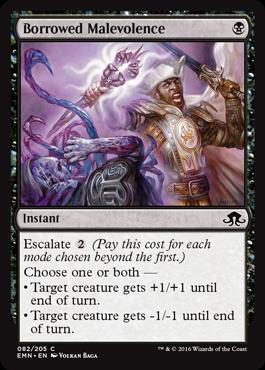 Borrowed Malevolence
Instant
Escalate 2 (Pay this cost for each
mode chosen beyond the first.)
Choose one or both —
• Target creature gets +1/+1 until
end of turn.
• Target creature gets -1/-1 until end
of turn.
082/205 C
EMN • EN VOLKAN BAGA
™ & © 2016 Wizards of the Coast